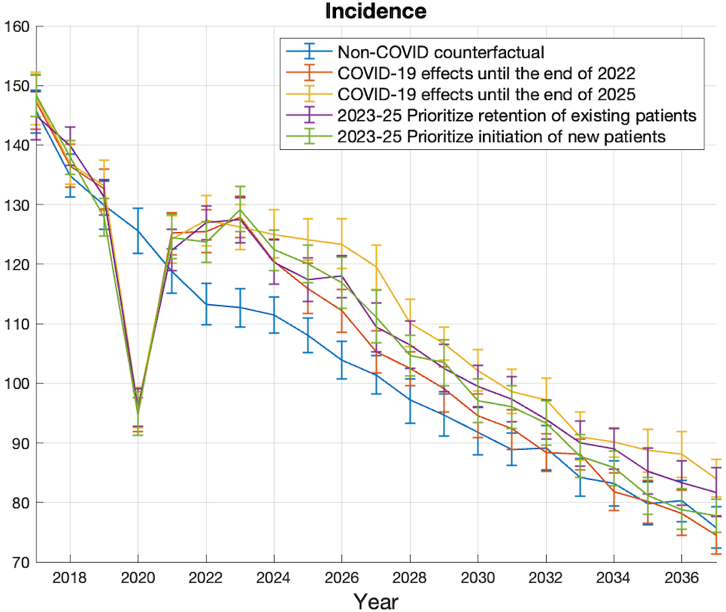 Incidence
160
150
140
130
120
110
100
90
80
70
Non-COVID counterfactual
COVID-19 effects until the end of 2022
COVID-19 effects until the end of 2025
2023-25 Prioritize retention of existing patients
2023-25 Prioritize initiation of new patients
2018 2020 2022 2024 2026 2028 2030 2032 2034 2036
Year